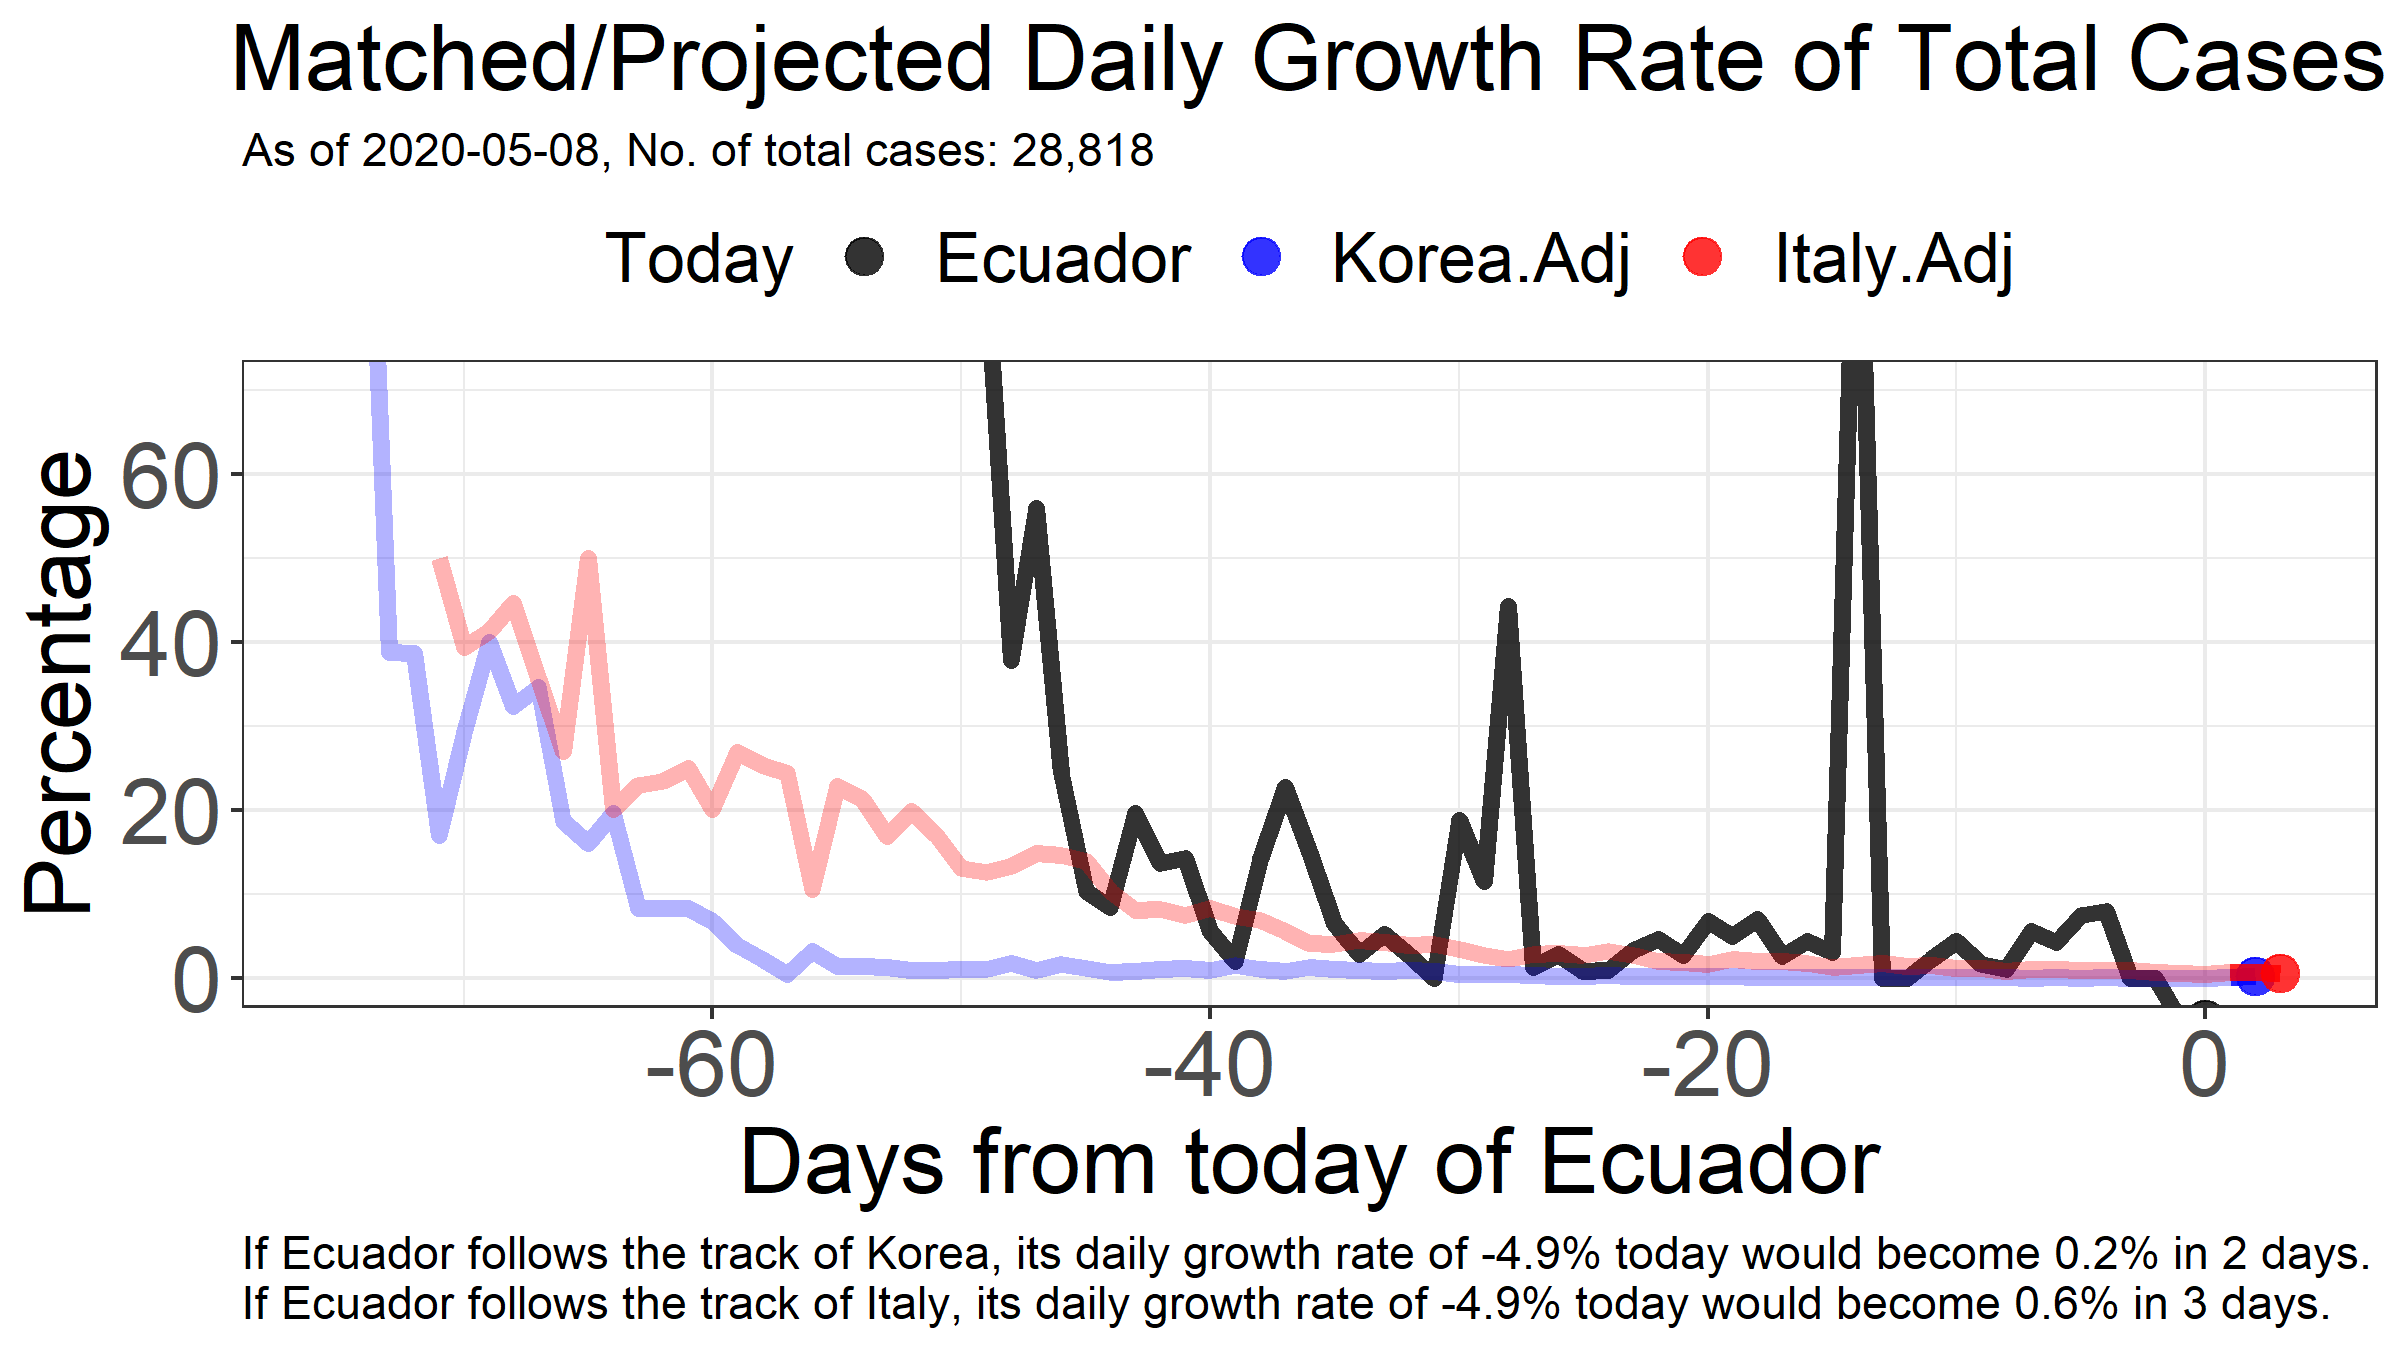 Matched/Projected Daily Growth Rate of Total Cases
As of 2020-05-08, No. of total cases: 28,818
Today Ecuador Korea.Adj Italy.Adj
Percentage
60
40
20
0
-60 -40 -20 0
Days from today of Ecuador
If Ecuador follows the track of Korea, its daily growth rate of -4.9% today would become 0.2% in 2 days.
If Ecuador follows the track of Italy, its daily growth rate of -4.9% today would become 0.6% in 3 days.